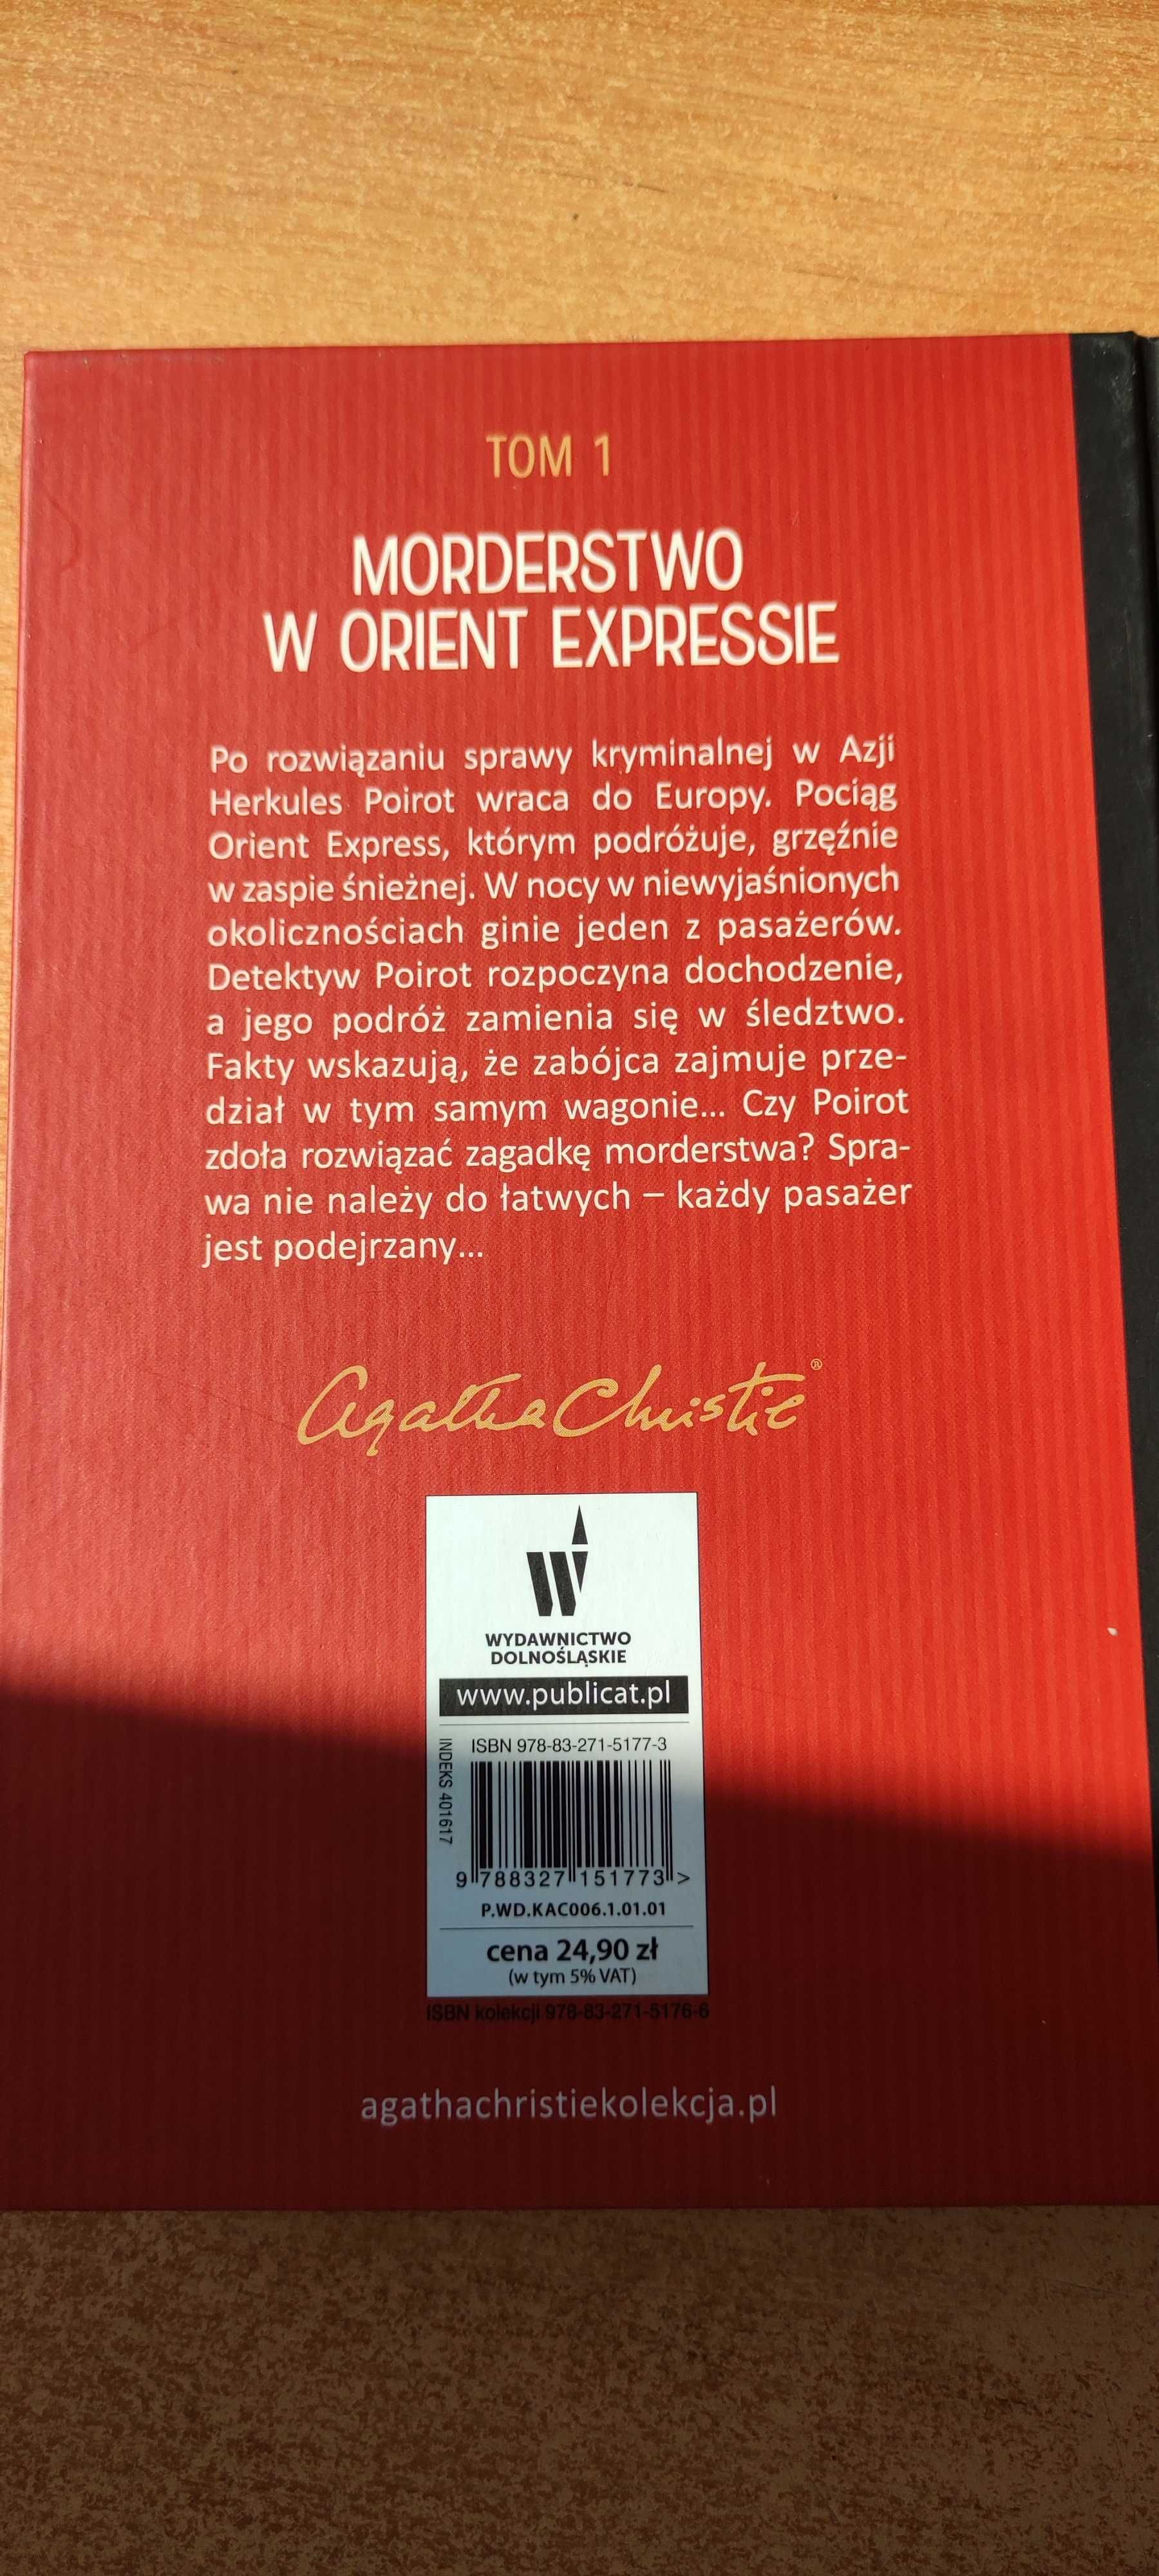 TOM 1
MORDERSTWO
W ORIENT EXPRESSIE
Po rozwiązaniu sprawy kryminalnej w Azji
Herkules Poirot wraca do Europy. Pociąg
Orient Express, którym podróżuje, grzęźnie
w zaspie śnieżnej. W nocy w niewyjaśnionych
okolicznościach ginie jeden z pasażerów.
Detektyw Poirot rozpoczyna dochodzenie,
a jego podróż zamienia się w śledztwo.
Fakty wskazują, że zabójca zajmuje prze-
dział w tym samym wagonie... Czy Poirot
zdoła rozwiązać zagadkę morderstwa? Spra-
wa nie należy do łatwych – każdy pasażer
jest podejrzany...
Agatha Christie®
WYDAWNICTWO
DOLNOŚLĄSKIE
www.publicat.pl
ISBN 978-83-271-5177-3
INDEKS 401617
9 788327 151773 >
P.WD.KAC006.1.01.01
cena 24,90 zł
(w tym 5% VAT)
ISBN kolekcji 978-83-271-5176-6
agathachristiekolekcja.pl